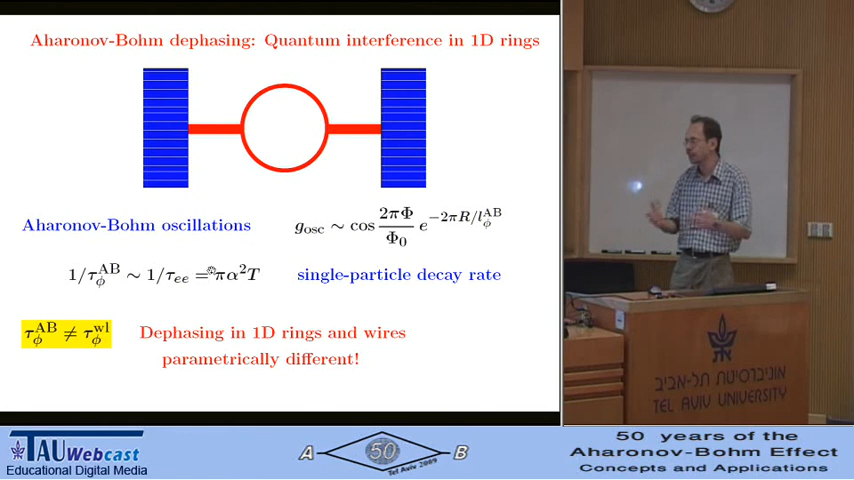 Aharonov-Bohm dephasing: Quantum interference in 1D rings
Aharonov-Bohm oscillations
g_osc ∼ cos 2πΦ/Φ₀ e^{−2πR/l_φ^AB}
1/τ_φ^AB ∼ 1/τ_ee = πα²T
single-particle decay rate
τ_φ^AB ≠ τ_φ^wl
Dephasing in 1D rings and wires
parametrically different!
אוניברסיטת תל-אביב
TEL AVIV UNIVERSITY
TAU Webcast
Educational Digital Media
A 50 B
Tel Aviv 2009
50 years of the
Aharonov-Bohm Effect
Concepts and Applications